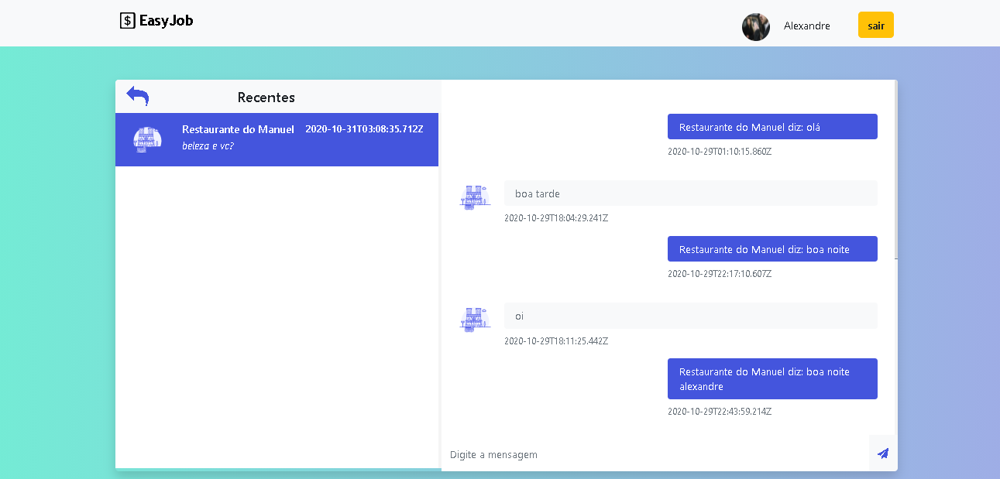 $ EasyJob
Alexandre
sair
Recentes
Restaurante do Manuel 2020-10-31T03:08:35.712Z
beleza e vc?
Restaurante do Manuel diz: olá
2020-10-29T01:10:15.860Z
boa tarde
2020-10-29T18:04:29.241Z
Restaurante do Manuel diz: boa noite
2020-10-29T22:17:10.607Z
oi
2020-10-29T18:11:25.442Z
Restaurante do Manuel diz: boa noite
alexandre
2020-10-29T22:43:59.214Z
Digite a mensagem